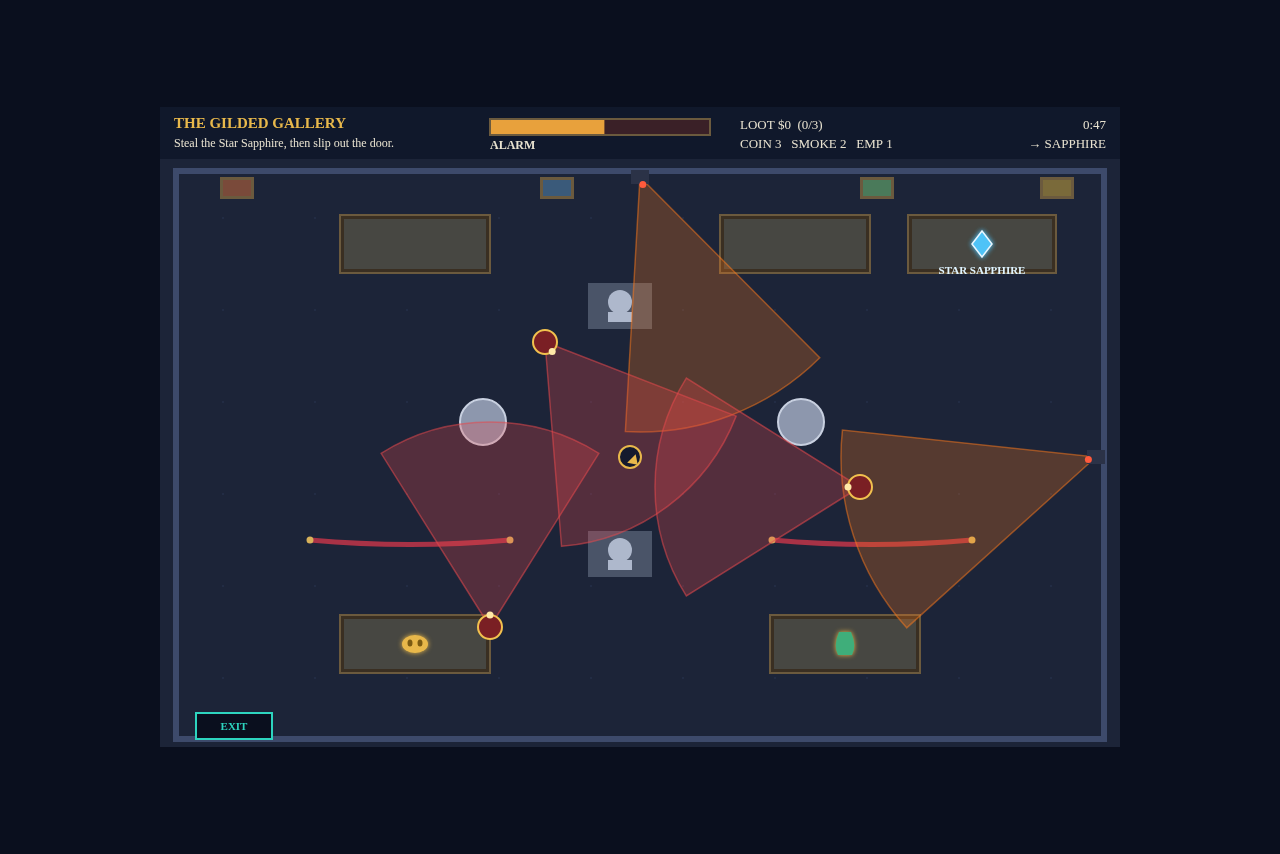 THE GILDED GALLERY
Steal the Star Sapphire, then slip out the door.
ALARM
LOOT $0 (0/3)
COIN 3 SMOKE 2 EMP 1
0:47
→ SAPPHIRE
STAR SAPPHIRE
EXIT